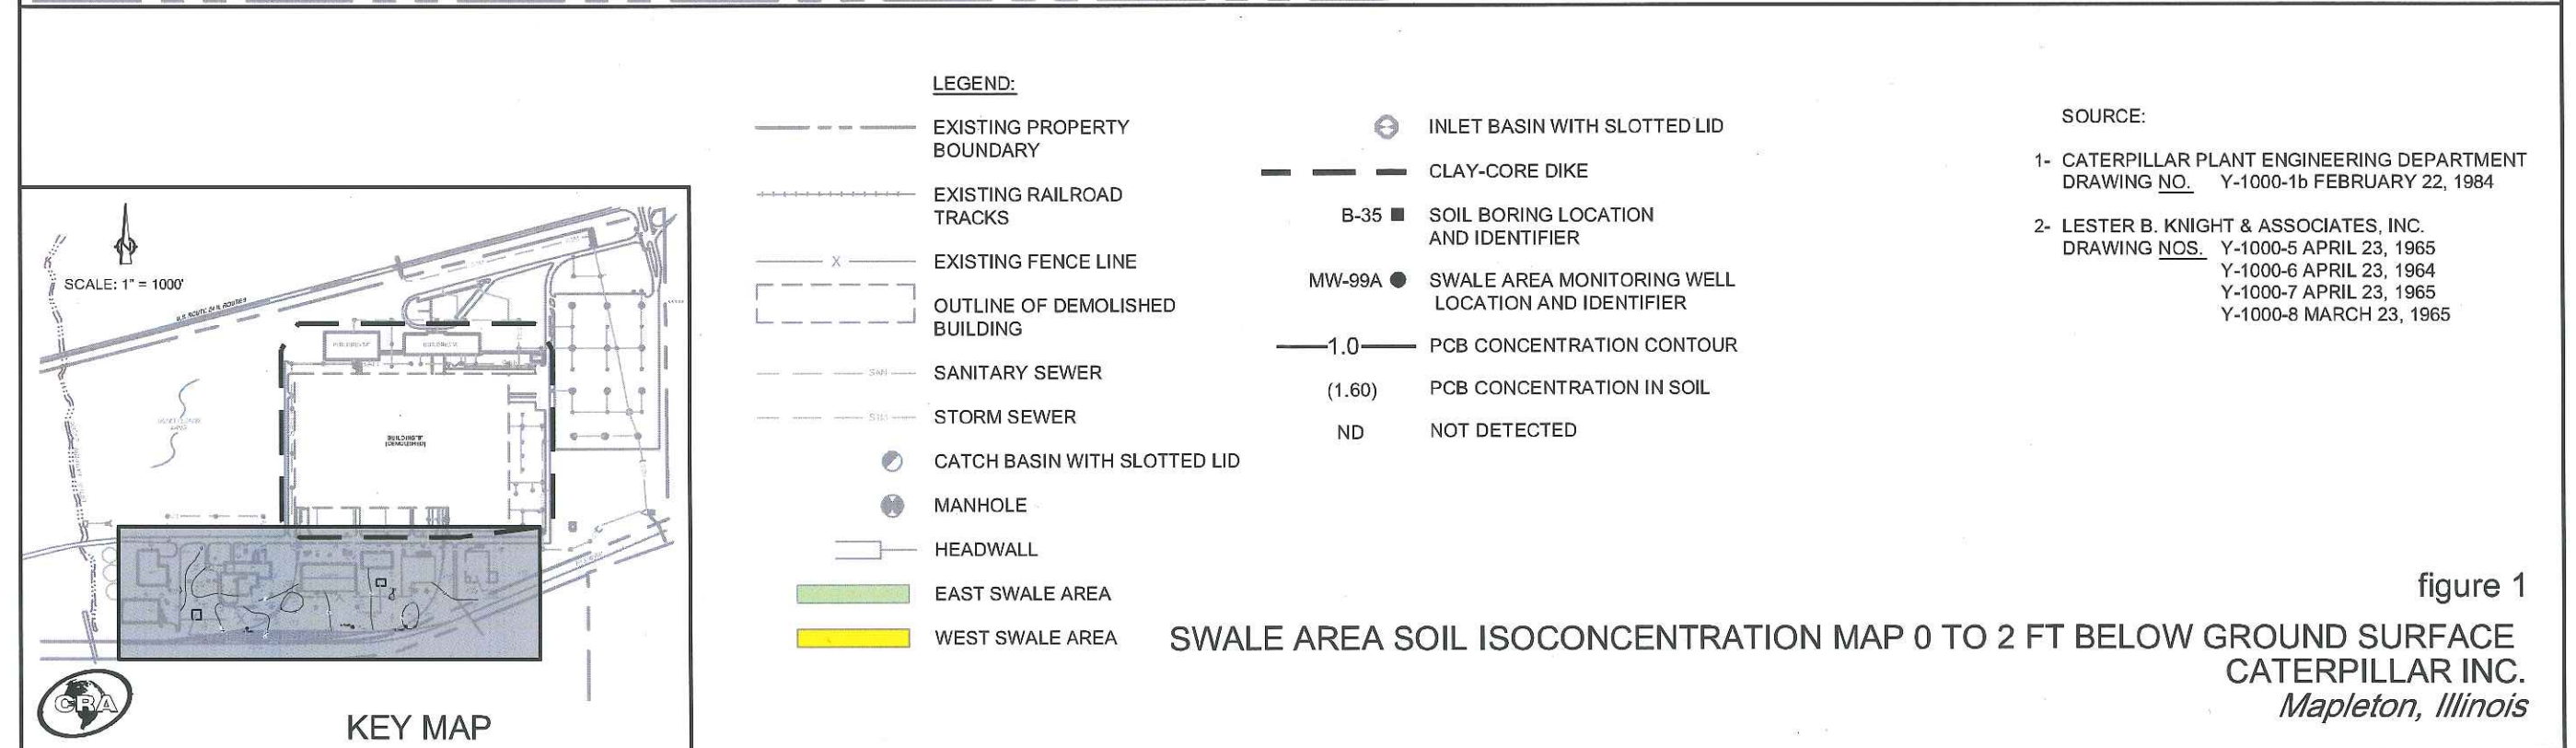 LEGEND:
EXISTING PROPERTY
BOUNDARY
EXISTING RAILROAD
TRACKS
X
EXISTING FENCE LINE
OUTLINE OF DEMOLISHED
BUILDING
SAN
SANITARY SEWER
STM
STORM SEWER
CATCH BASIN WITH SLOTTED LID
MANHOLE
HEADWALL
EAST SWALE AREA
WEST SWALE AREA
INLET BASIN WITH SLOTTED LID
CLAY-CORE DIKE
B-35 SOIL BORING LOCATION
AND IDENTIFIER
MW-99A SWALE AREA MONITORING WELL
LOCATION AND IDENTIFIER
1.0 PCB CONCENTRATION CONTOUR
(1.60) PCB CONCENTRATION IN SOIL
ND NOT DETECTED
SOURCE:
1- CATERPILLAR PLANT ENGINEERING DEPARTMENT
DRAWING NO. Y-1000-1b FEBRUARY 22, 1984
2- LESTER B. KNIGHT & ASSOCIATES, INC.
DRAWING NOS. Y-1000-5 APRIL 23, 1965
Y-1000-6 APRIL 23, 1964
Y-1000-7 APRIL 23, 1965
Y-1000-8 MARCH 23, 1965
SCALE: 1" = 1000'
CRA
KEY MAP
figure 1
SWALE AREA SOIL ISOCONCENTRATION MAP 0 TO 2 FT BELOW GROUND SURFACE
CATERPILLAR INC.
Mapleton, Illinois